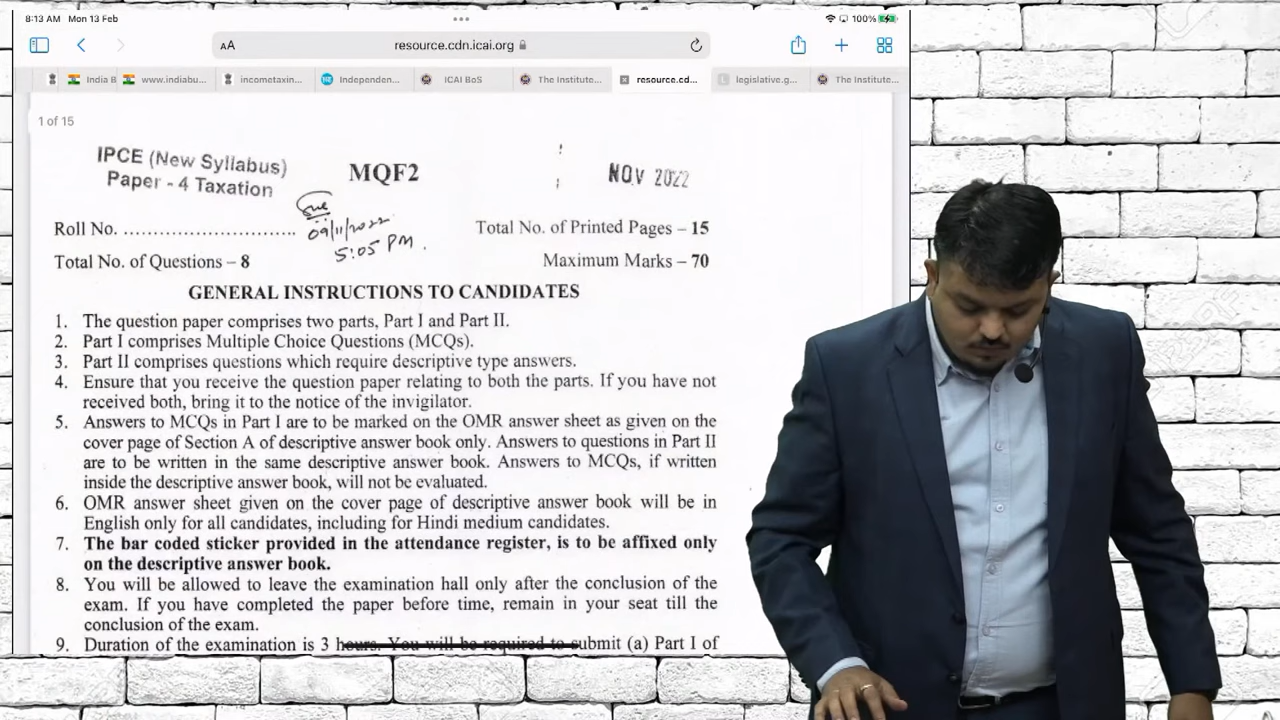 8:13 AM Mon 13 Feb
100%
AA
resource.cdn.icai.org
India B
www.indiabu...
incometaxin...
Independen...
ICAI BoS
The Institute...
resource.cd...
legislative.g...
The Institute...
1 of 15
IPCE (New Syllabus)
Paper - 4 Taxation
MQF2
NOV 2022
Roll No. ................................
09/11/2022
5:05 PM.
Total No. of Printed Pages – 15
Total No. of Questions – 8
Maximum Marks – 70
GENERAL INSTRUCTIONS TO CANDIDATES
1. The question paper comprises two parts, Part I and Part II.
2. Part I comprises Multiple Choice Questions (MCQs).
3. Part II comprises questions which require descriptive type answers.
4. Ensure that you receive the question paper relating to both the parts. If you have not
received both, bring it to the notice of the invigilator.
5. Answers to MCQs in Part I are to be marked on the OMR answer sheet as given on the
cover page of Section A of descriptive answer book only. Answers to questions in Part II
are to be written in the same descriptive answer book. Answers to MCQs, if written
inside the descriptive answer book, will not be evaluated.
6. OMR answer sheet given on the cover page of descriptive answer book will be in
English only for all candidates, including for Hindi medium candidates.
7. The bar coded sticker provided in the attendance register, is to be affixed only
on the descriptive answer book.
8. You will be allowed to leave the examination hall only after the conclusion of the
exam. If you have completed the paper before time, remain in your seat till the
conclusion of the exam.
9. Duration of the examination is 3 hours. You will be required to submit (a) Part I of